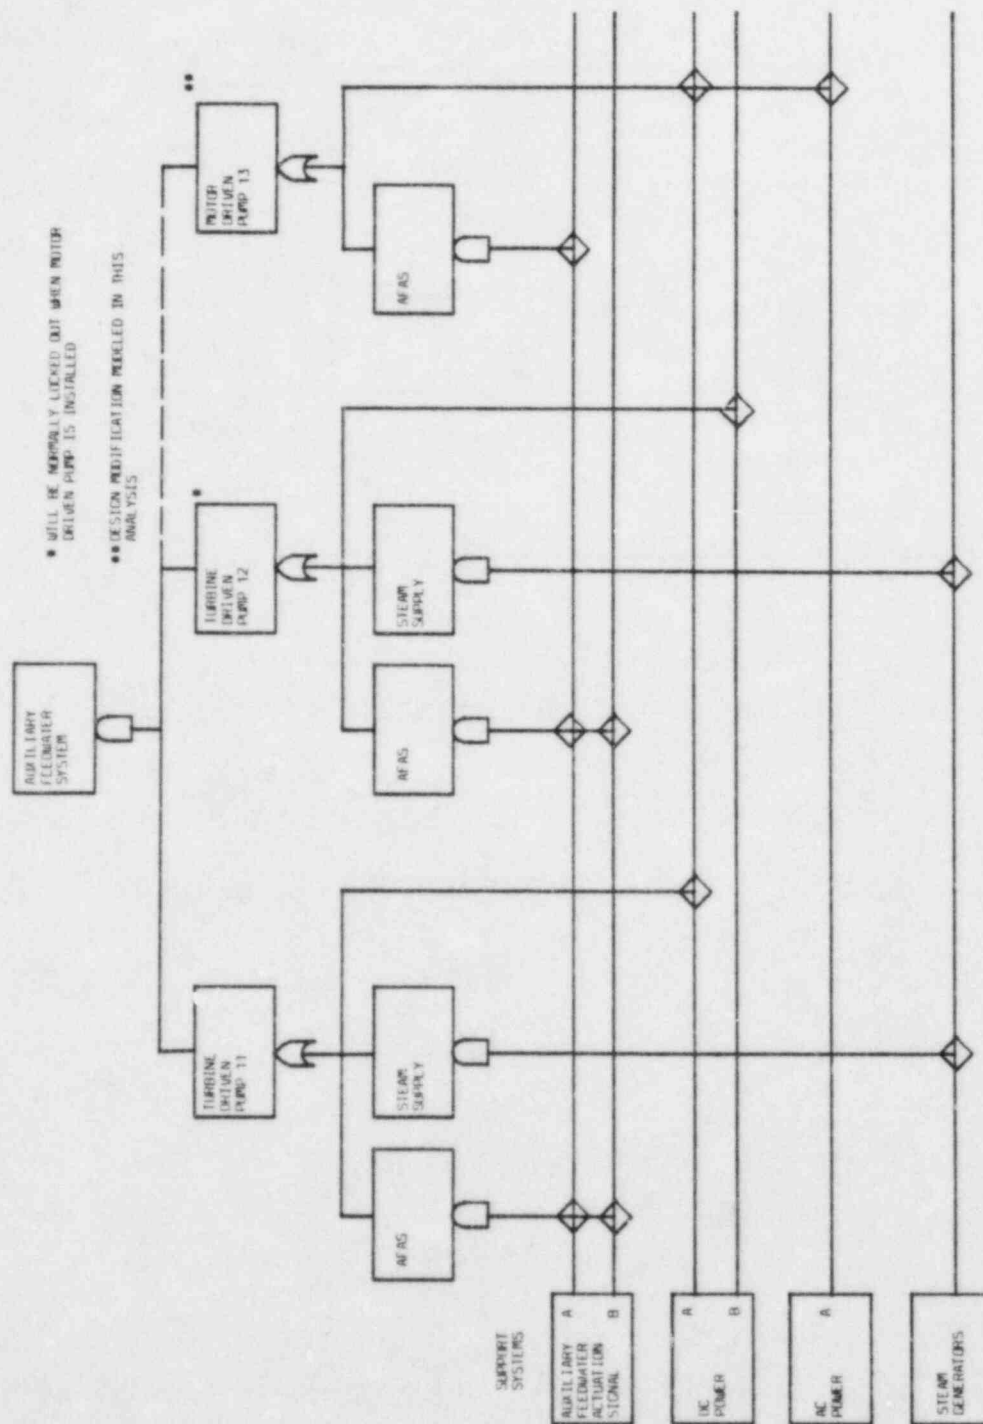 AUXILIARY
FEEDWATER
SYSTEM
* WILL BE NORMALLY LOCKED OUT WHEN MOTOR
DRIVEN PUMP IS INSTALLED
** DESIGN MODIFICATION MODELED IN THIS
ANALYSIS
TURBINE
DRIVEN
PUMP 11
TURBINE
DRIVEN
PUMP 12
*
MOTOR
DRIVEN
PUMP 13
**
AFAS
STEAM
SUPPLY
AFAS
STEAM
SUPPLY
AFAS
SUPPORT
SYSTEMS
AUXILIARY
FEEDWATER
ACTUATION
SIGNAL
A
B
DC
POWER
A
B
AC
POWER
A
STEAM
GENERATORS